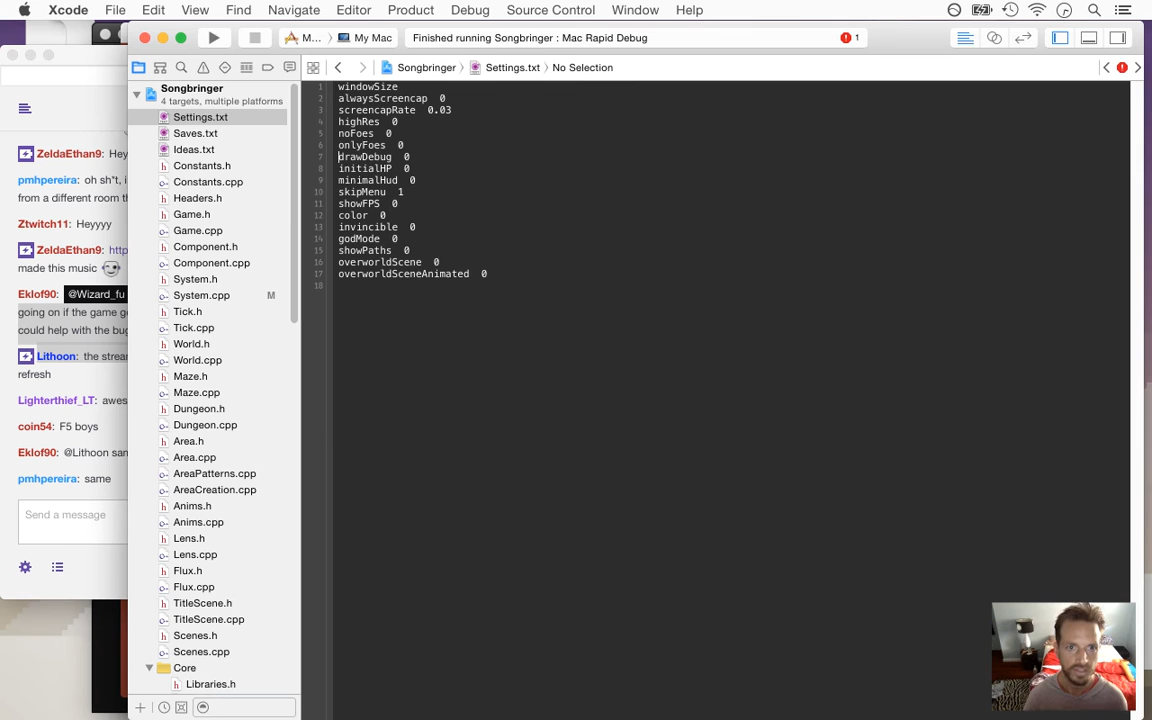 Xcode File Edit View Find Navigate Editor Product Debug Source Control Window Help
M... My Mac Finished running Songbringer : Mac Rapid Debug 1
Songbringer Settings.txt No Selection
Songbringer
4 targets, multiple platforms
Settings.txt
Saves.txt
Ideas.txt
Constants.h
Constants.cpp
Headers.h
Game.h
Game.cpp
Component.h
Component.cpp
System.h
System.cpp M
Tick.h
Tick.cpp
World.h
World.cpp
Maze.h
Maze.cpp
Dungeon.h
Dungeon.cpp
Area.h
Area.cpp
AreaPatterns.cpp
AreaCreation.cpp
Anims.h
Anims.cpp
Lens.h
Lens.cpp
Flux.h
Flux.cpp
TitleScene.h
TitleScene.cpp
Scenes.h
Scenes.cpp
Core
Libraries.h
1 windowSize
2 alwaysScreencap 0
3 screencapRate 0.03
4 highRes 0
5 noFoes 0
6 onlyFoes 0
7 drawDebug 0
8 initialHP 0
9 minimalHud 0
10 skipMenu 1
11 showFPS 0
12 color 0
13 invincible 0
14 godMode 0
15 showPaths 0
16 overworldScene 0
17 overworldSceneAnimated 0
18
ZeldaEthan9: Hey
pmhpereira: oh sh*t, i
from a different room th
Ztwitch11: Heyyyy
ZeldaEthan9: http
made this music
Eklof90: @Wizard_fu
going on if the game ge
could help with the bug
Lithoon: the strean
refresh
Lighterthief_LT: awes
coin54: F5 boys
Eklof90: @Lithoon san
pmhpereira: same
Send a message